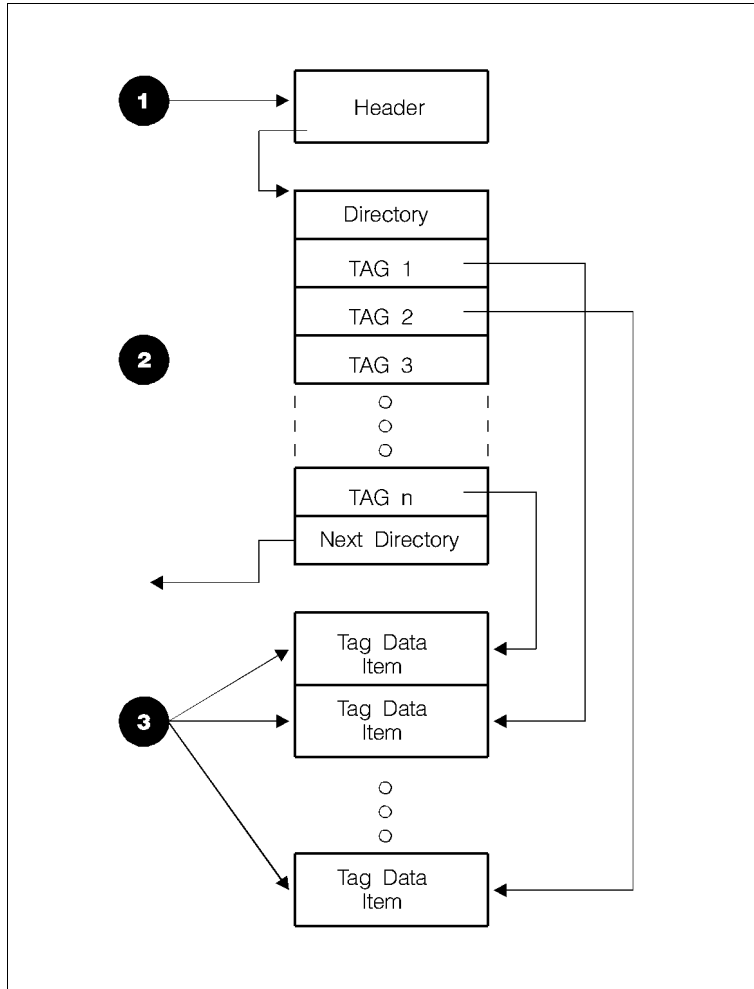 1
Header
Directory
TAG 1
TAG 2
2
TAG 3
TAG n
Next Directory
Tag Data
Item
3
Tag Data
Item
Tag Data
Item